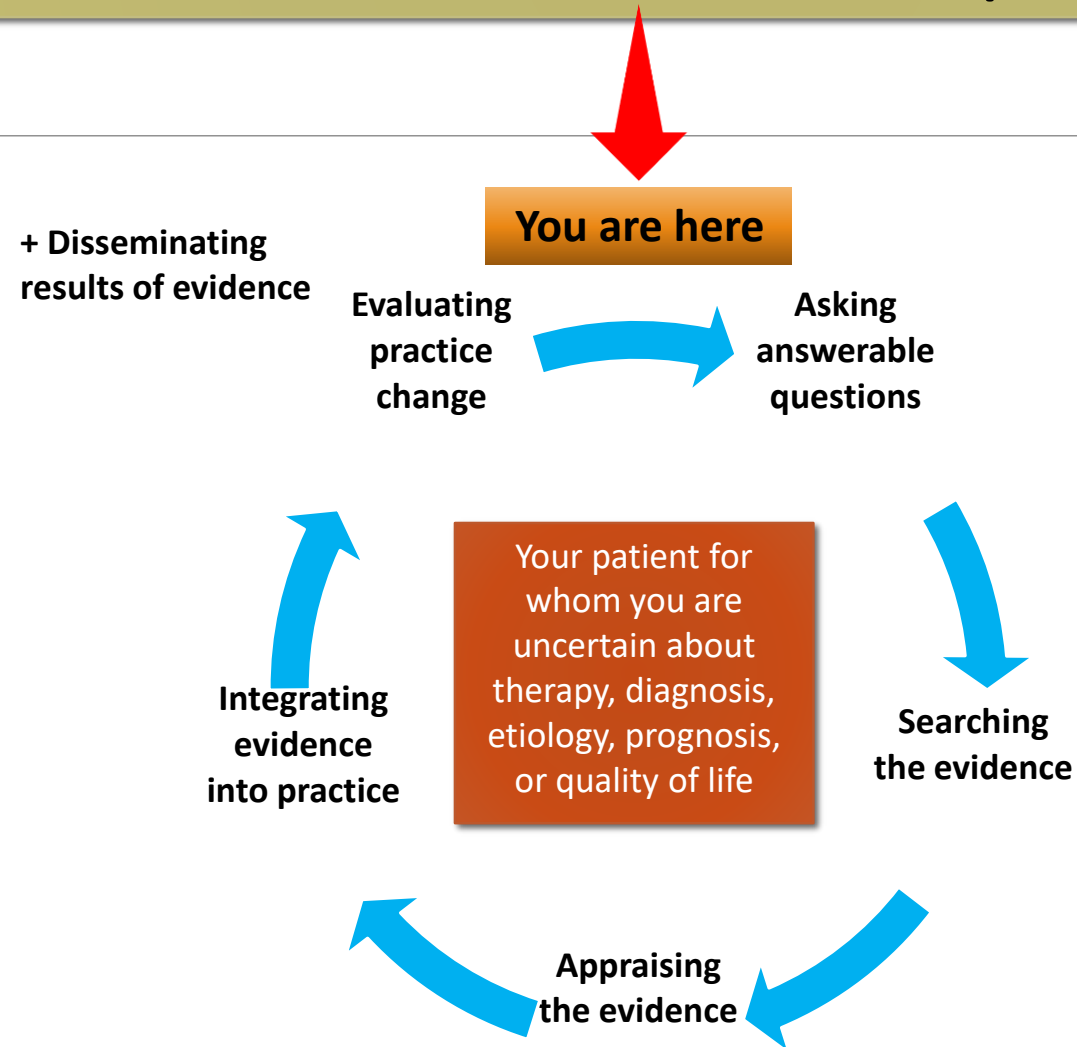 You are here
+ Disseminating
results of evidence
Evaluating
practice
change
Asking
answerable
questions
Your patient for
whom you are
uncertain about
therapy, diagnosis,
etiology, prognosis,
or quality of life
Searching
the evidence
Appraising
the evidence
Integrating
evidence
into practice